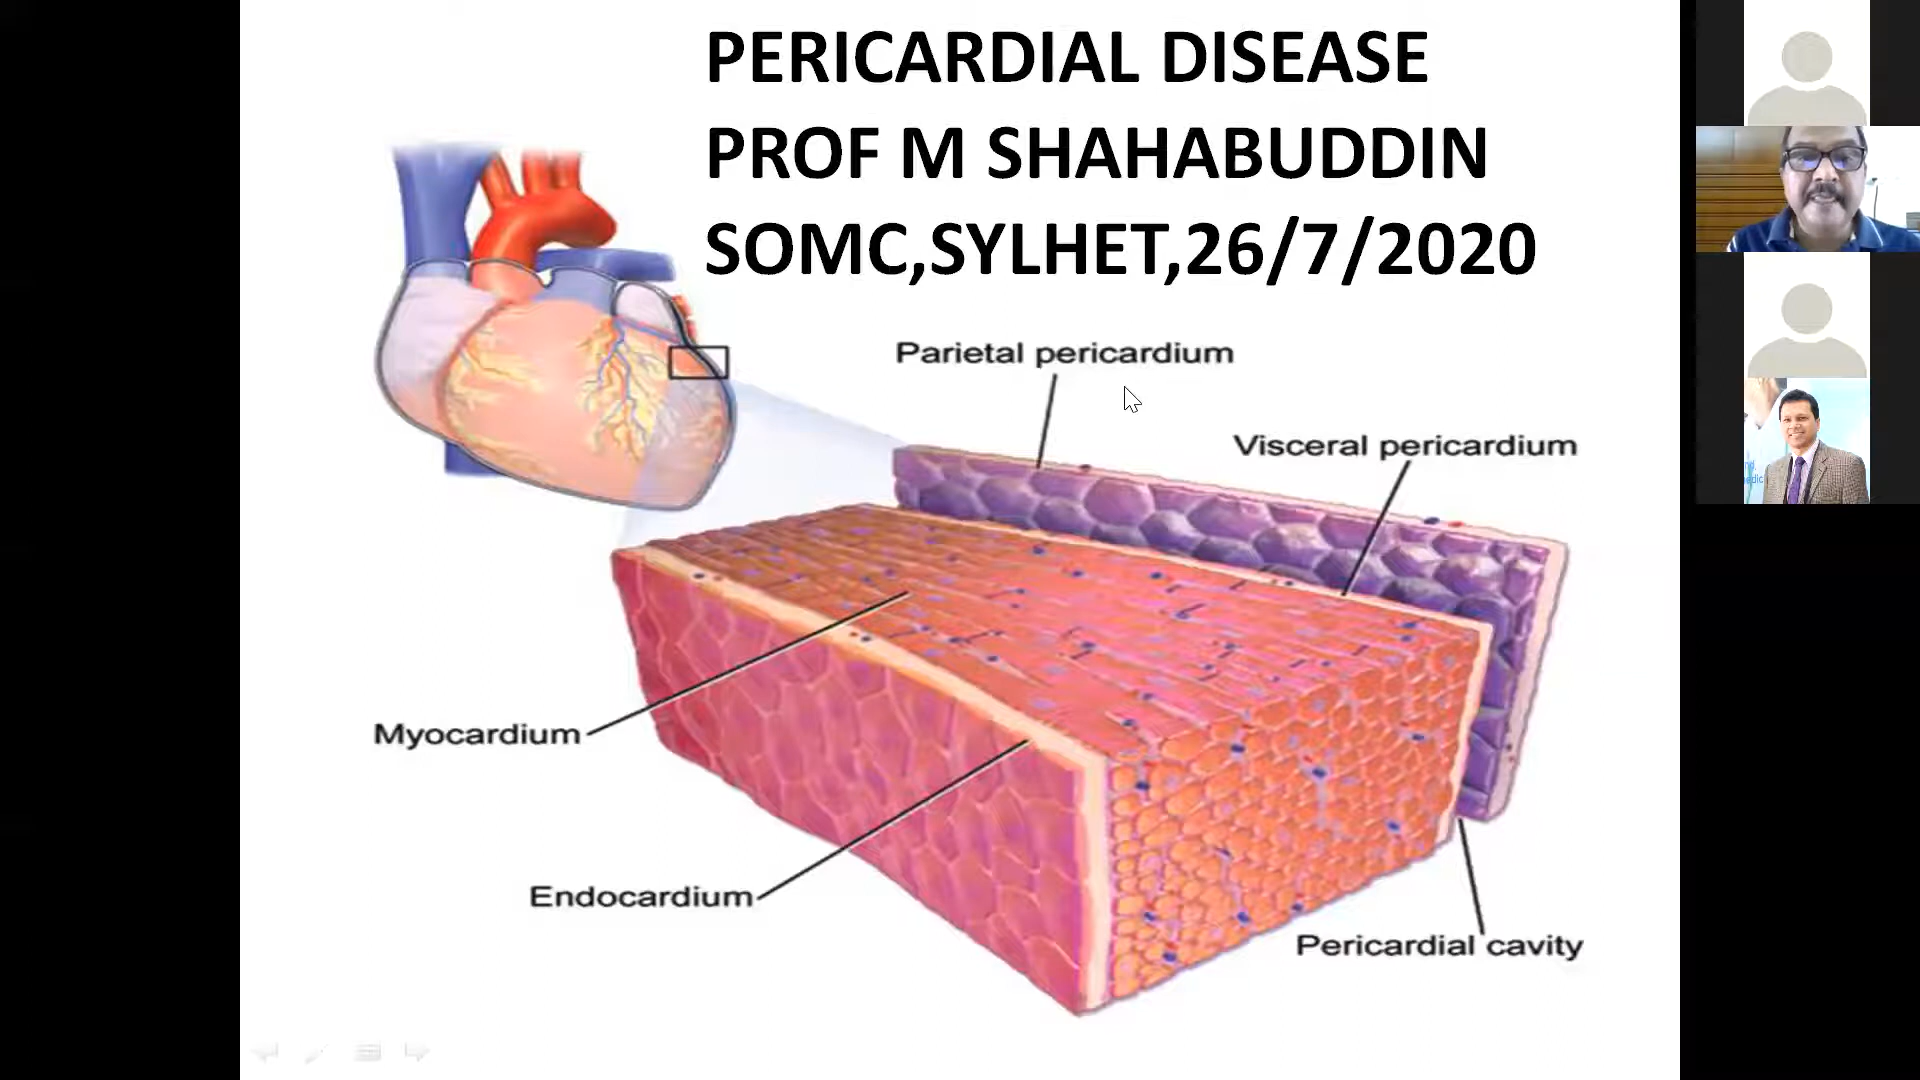 PERICARDIAL DISEASE
PROF M SHAHABUDDIN
SOMC,SYLHET,26/7/2020
Parietal pericardium
Visceral pericardium
Myocardium
Endocardium
Pericardial cavity